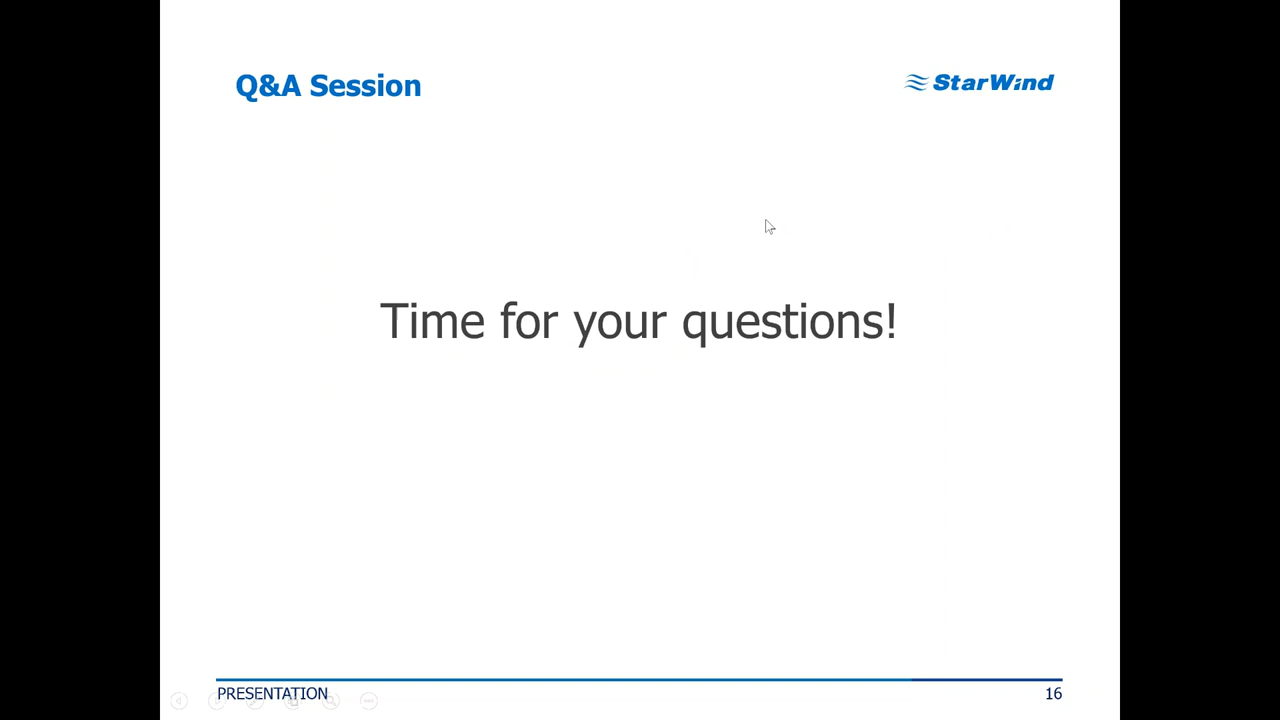 Q&A Session
StarWind
Time for your questions!
PRESENTATION
16